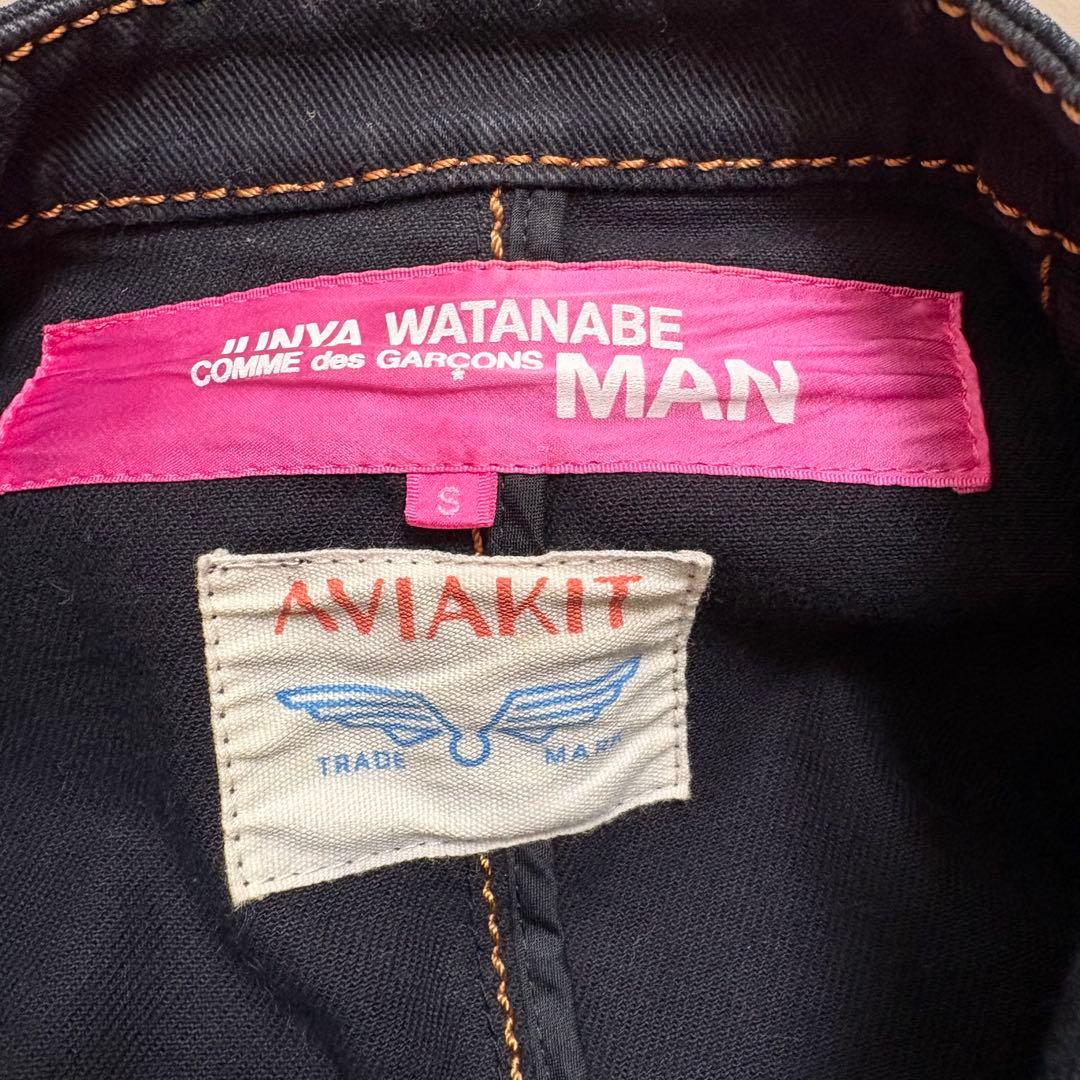 JUNYA WATANABE
COMME des GARÇONS MAN
S
AVIAKIT
TRADE MARK